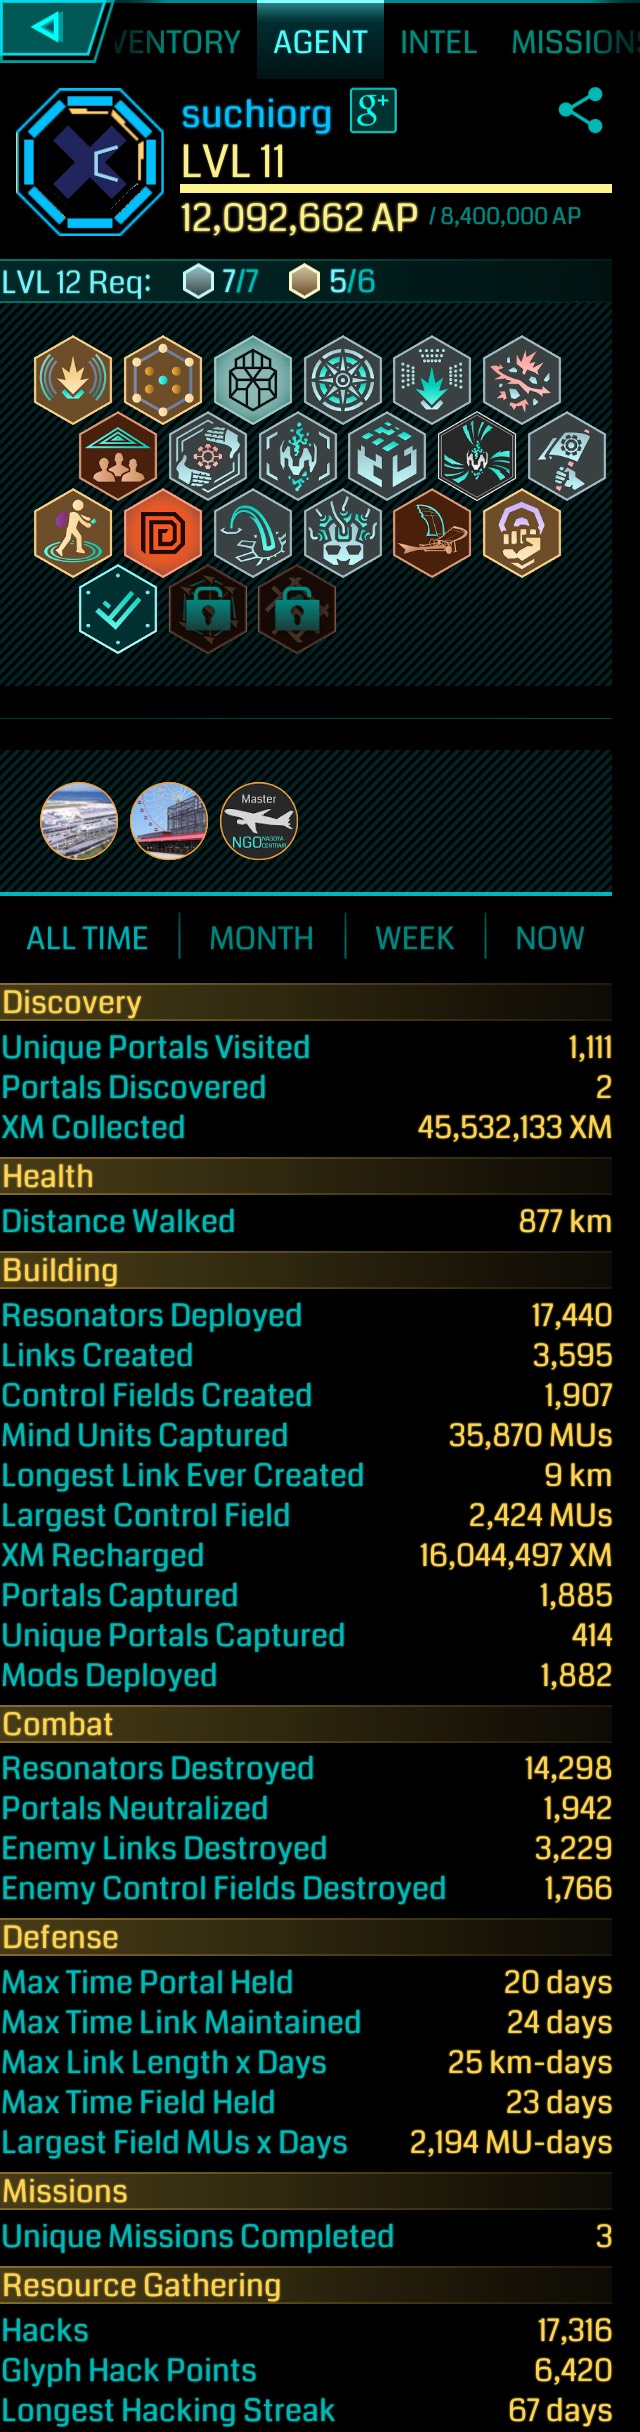 VENTORY AGENT INTEL MISSIONS
suchiorg g+
LVL 11
12,092,662 AP / 8,400,000 AP
LVL 12 Req: 7/7 5/6
Master
NGO NAGOYA CENTRAIR
ALL TIME MONTH WEEK NOW
Discovery
Unique Portals Visited 1,111
Portals Discovered 2
XM Collected 45,532,133 XM
Health
Distance Walked 877 km
Building
Resonators Deployed 17,440
Links Created 3,595
Control Fields Created 1,907
Mind Units Captured 35,870 MUs
Longest Link Ever Created 9 km
Largest Control Field 2,424 MUs
XM Recharged 16,044,497 XM
Portals Captured 1,885
Unique Portals Captured 414
Mods Deployed 1,882
Combat
Resonators Destroyed 14,298
Portals Neutralized 1,942
Enemy Links Destroyed 3,229
Enemy Control Fields Destroyed 1,766
Defense
Max Time Portal Held 20 days
Max Time Link Maintained 24 days
Max Link Length x Days 25 km-days
Max Time Field Held 23 days
Largest Field MUs x Days 2,194 MU-days
Missions
Unique Missions Completed 3
Resource Gathering
Hacks 17,316
Glyph Hack Points 6,420
Longest Hacking Streak 67 days